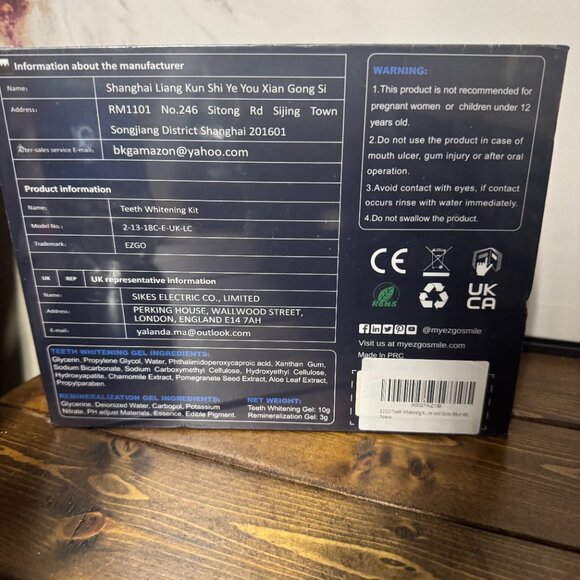 Information about the manufacturer
Name: Shanghai Liang Kun Shi Ye You Xian Gong Si
Address: RM1101 No.246 Sitong Rd Sijing Town
Songjiang District Shanghai 201601
After-sales service E-mail: bkgamazon@yahoo.com
Product information
Name: Teeth Whitening Kit
Model No.: 2-13-18C-E-UK-LC
Trademark: EZGO
UK REP UK representative information
Name: SIKES ELECTRIC CO., LIMITED
Address: PERKING HOUSE, WALLWOOD STREET,
LONDON, ENGLAND E14 7AH
E-mail: yalanda.ma@outlook.com
TEETH WHITENING GEL INGREDIENTS:
Glycerin, Propylene Glycol, Water, Phthalimidoperoxycaproic acid, Xanthan Gum,
Sodium Bicarbonate, Sodium Carboxymethyl Cellulose, Hydroxyethyl Cellulose,
Hydroxyapatite, Chamomile Extract, Pomegranate Seed Extract, Aloe Leaf Extract,
Propylparaben.
REMINERALIZATION GEL INGREDIENTS:
Glycerine, Deionized Water, Carbopol, Potassium
Nitrate, PH adjust Materials, Essence, Edible Pigment.
NET WEIGHT:
Teeth Whitening Gel: 10g
Remineralization Gel: 3g
WARNING:
1.This product is not recommended for
pregnant women or children under 12
years old.
2.Do not use the product in case of
mouth ulcer, gum injury or after oral
operation.
3.Avoid contact with eyes, if contact
occurs rinse with water immediately.
4.Do not swallow the product.
CE
RoHS
UK
CA
@myezgosmile
Visit us at myezgosmile.com
Made In PRC
EZGO Teeth Whitening
New